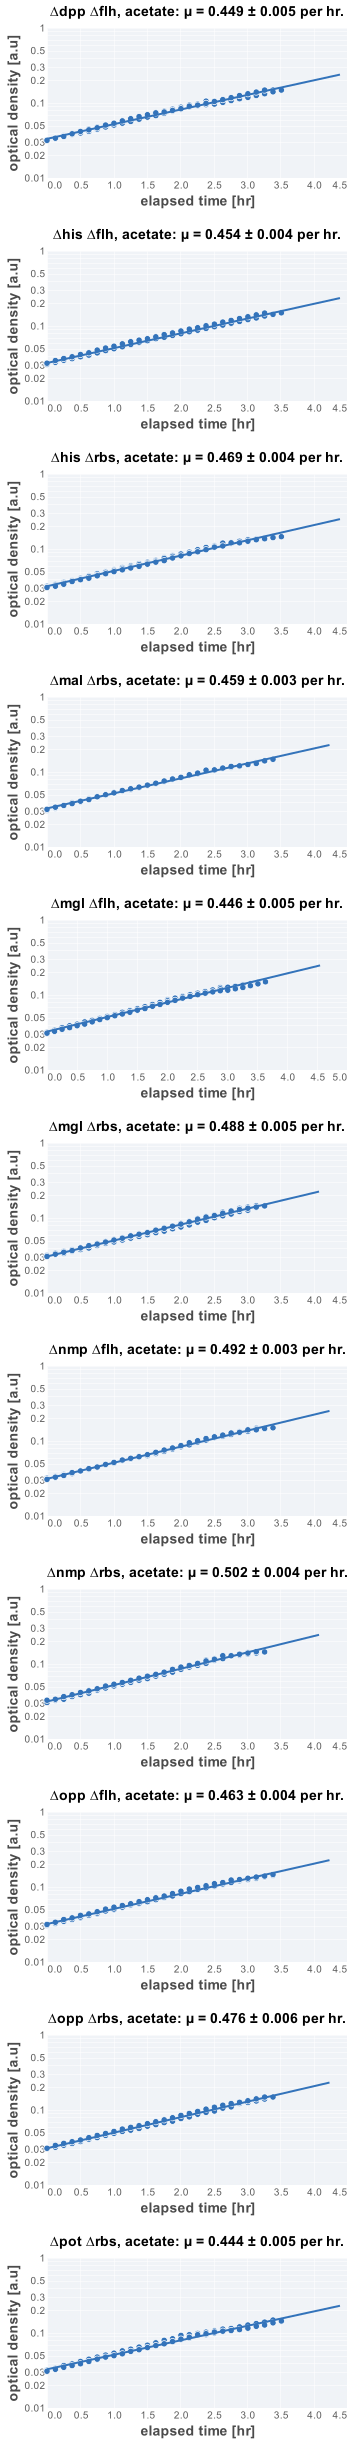 Δdpp Δflh, acetate: μ = 0.449 ± 0.005 per hr.
optical density [a.u]
1
0.5
0.3
0.2
0.1
0.05
0.03
0.02
0.01
0.0 0.5 1.0 1.5 2.0 2.5 3.0 3.5 4.0 4.5
elapsed time [hr]
Δhis Δflh, acetate: μ = 0.454 ± 0.004 per hr.
optical density [a.u]
1
0.5
0.3
0.2
0.1
0.05
0.03
0.02
0.01
0.0 0.5 1.0 1.5 2.0 2.5 3.0 3.5 4.0 4.5
elapsed time [hr]
Δhis Δrbs, acetate: μ = 0.469 ± 0.004 per hr.
optical density [a.u]
1
0.5
0.3
0.2
0.1
0.05
0.03
0.02
0.01
0.0 0.5 1.0 1.5 2.0 2.5 3.0 3.5 4.0 4.5
elapsed time [hr]
Δmal Δrbs, acetate: μ = 0.459 ± 0.003 per hr.
optical density [a.u]
1
0.5
0.3
0.2
0.1
0.05
0.03
0.02
0.01
0.0 0.5 1.0 1.5 2.0 2.5 3.0 3.5 4.0 4.5
elapsed time [hr]
Δmgl Δflh, acetate: μ = 0.446 ± 0.005 per hr.
optical density [a.u]
1
0.5
0.3
0.2
0.1
0.05
0.03
0.02
0.01
0.0 0.5 1.0 1.5 2.0 2.5 3.0 3.5 4.0 4.5 5.0
elapsed time [hr]
Δmgl Δrbs, acetate: μ = 0.488 ± 0.005 per hr.
optical density [a.u]
1
0.5
0.3
0.2
0.1
0.05
0.03
0.02
0.01
0.0 0.5 1.0 1.5 2.0 2.5 3.0 3.5 4.0 4.5
elapsed time [hr]
Δnmp Δflh, acetate: μ = 0.492 ± 0.003 per hr.
optical density [a.u]
1
0.5
0.3
0.2
0.1
0.05
0.03
0.02
0.01
0.0 0.5 1.0 1.5 2.0 2.5 3.0 3.5 4.0 4.5
elapsed time [hr]
Δnmp Δrbs, acetate: μ = 0.502 ± 0.004 per hr.
optical density [a.u]
1
0.5
0.3
0.2
0.1
0.05
0.03
0.02
0.01
0.0 0.5 1.0 1.5 2.0 2.5 3.0 3.5 4.0 4.5
elapsed time [hr]
Δopp Δflh, acetate: μ = 0.463 ± 0.004 per hr.
optical density [a.u]
1
0.5
0.3
0.2
0.1
0.05
0.03
0.02
0.01
0.0 0.5 1.0 1.5 2.0 2.5 3.0 3.5 4.0 4.5
elapsed time [hr]
Δopp Δrbs, acetate: μ = 0.476 ± 0.006 per hr.
optical density [a.u]
1
0.5
0.3
0.2
0.1
0.05
0.03
0.02
0.01
0.0 0.5 1.0 1.5 2.0 2.5 3.0 3.5 4.0 4.5
elapsed time [hr]
Δpot Δrbs, acetate: μ = 0.444 ± 0.005 per hr.
optical density [a.u]
1
0.5
0.3
0.2
0.1
0.05
0.03
0.02
0.01
0.0 0.5 1.0 1.5 2.0 2.5 3.0 3.5 4.0 4.5
elapsed time [hr]